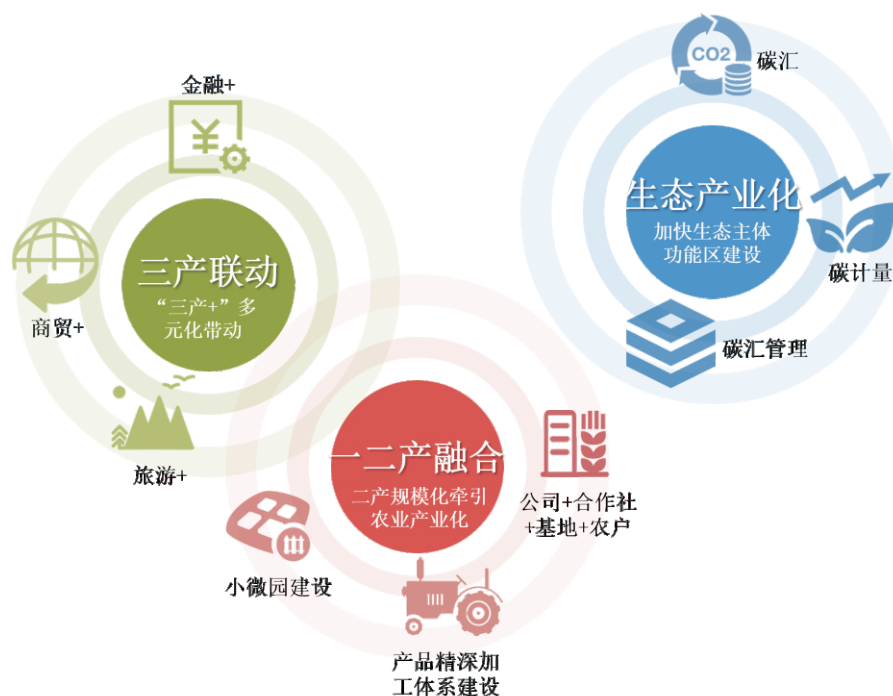 金融+
三产联动
“三产+”多
元化带动
商贸+
旅游+
CO2
碳汇
生态产业化
加快生态主体
功能区建设
碳计量
碳汇管理
一二产融合
二产规模化牵引
农业产业化
公司+合作社
+基地+农户
小微园建设
产品精深加
工体系建设